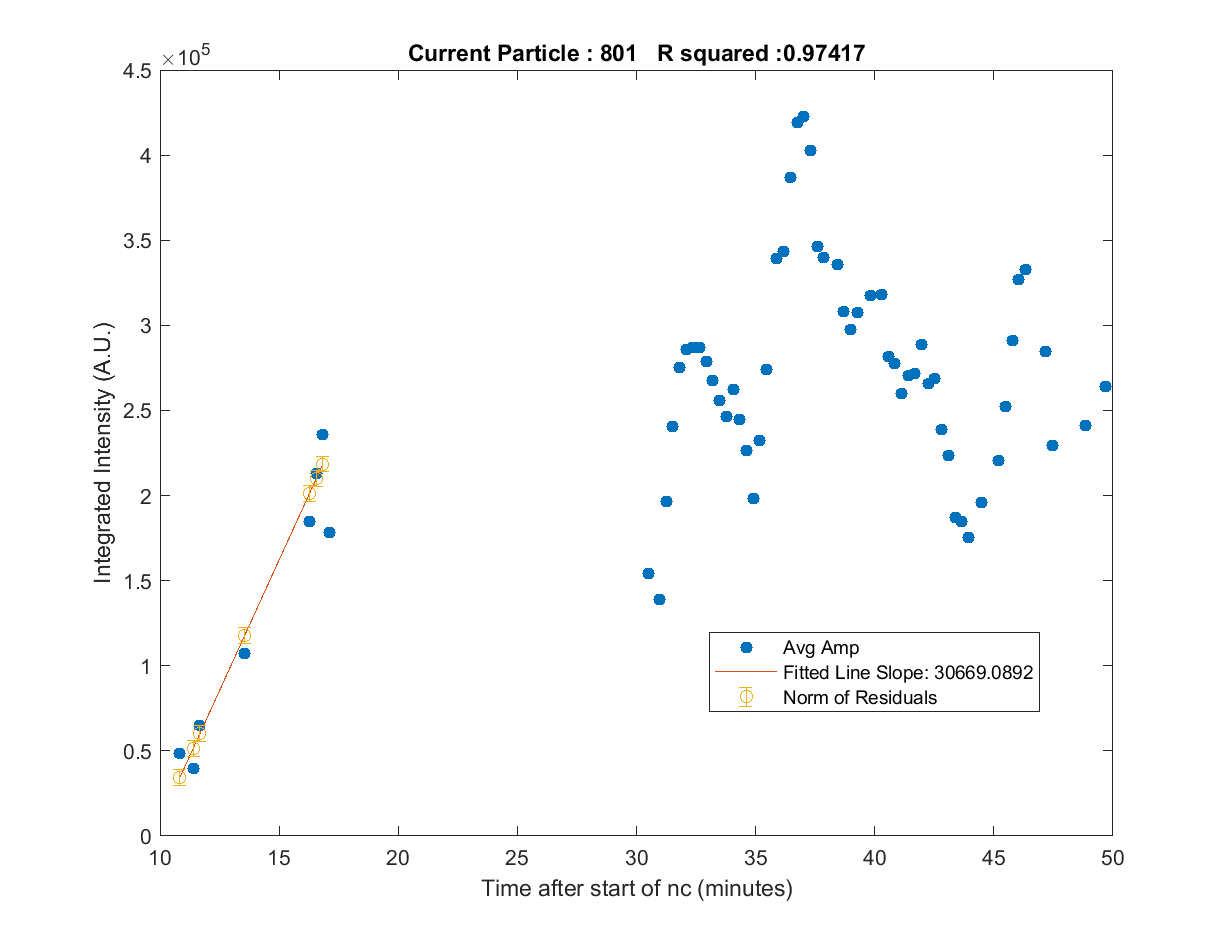 Current Particle : 801 R squared :0.97417
×10^5
4.5
4
3.5
3
2.5
2
1.5
1
0.5
0
Integrated Intensity (A.U.)
Avg Amp
Fitted Line Slope: 30669.0892
Norm of Residuals
10 15 20 25 30 35 40 45 50
Time after start of nc (minutes)